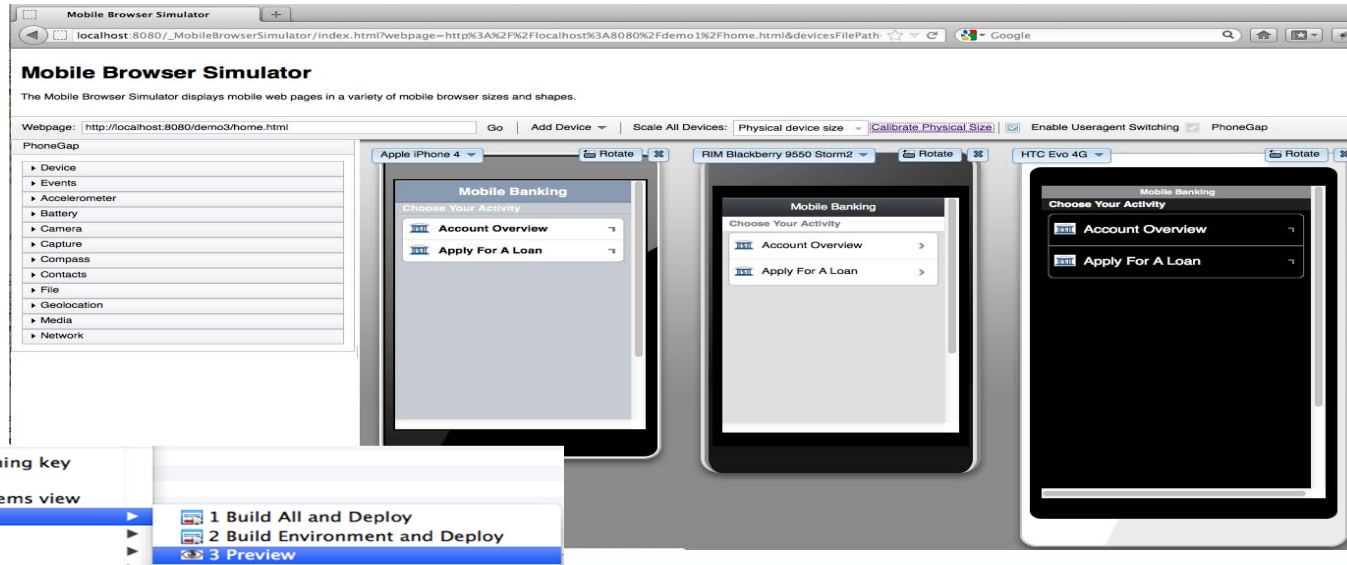 Mobile Browser Simulator
localhost:8080/_MobileBrowserSimulator/index.html?webpage=http%3A%2F%2Flocalhost%3A8080%2Fdemo1%2Fhome.html&devicesFilePath
Google
Mobile Browser Simulator
The Mobile Browser Simulator displays mobile web pages in a variety of mobile browser sizes and shapes.
Webpage: http://localhost:8080/demo3/home.html Go Add Device Scale All Devices: Physical device size Calibrate Physical Size Enable Useragent Switching PhoneGap
PhoneGap
Device
Events
Accelerometer
Battery
Camera
Capture
Compass
Contacts
File
Geolocation
Media
Network
Apple iPhone 4 Rotate
Mobile Banking
Choose Your Activity
Account Overview
Apply For A Loan
RIM Blackberry 9550 Storm2 Rotate
Mobile Banking
Choose Your Activity
Account Overview
Apply For A Loan
HTC Evo 4G Rotate
Mobile Banking
Choose Your Activity
Account Overview
Apply For A Loan
key
ems view
1 Build All and Deploy
2 Build Environment and Deploy
3 Preview